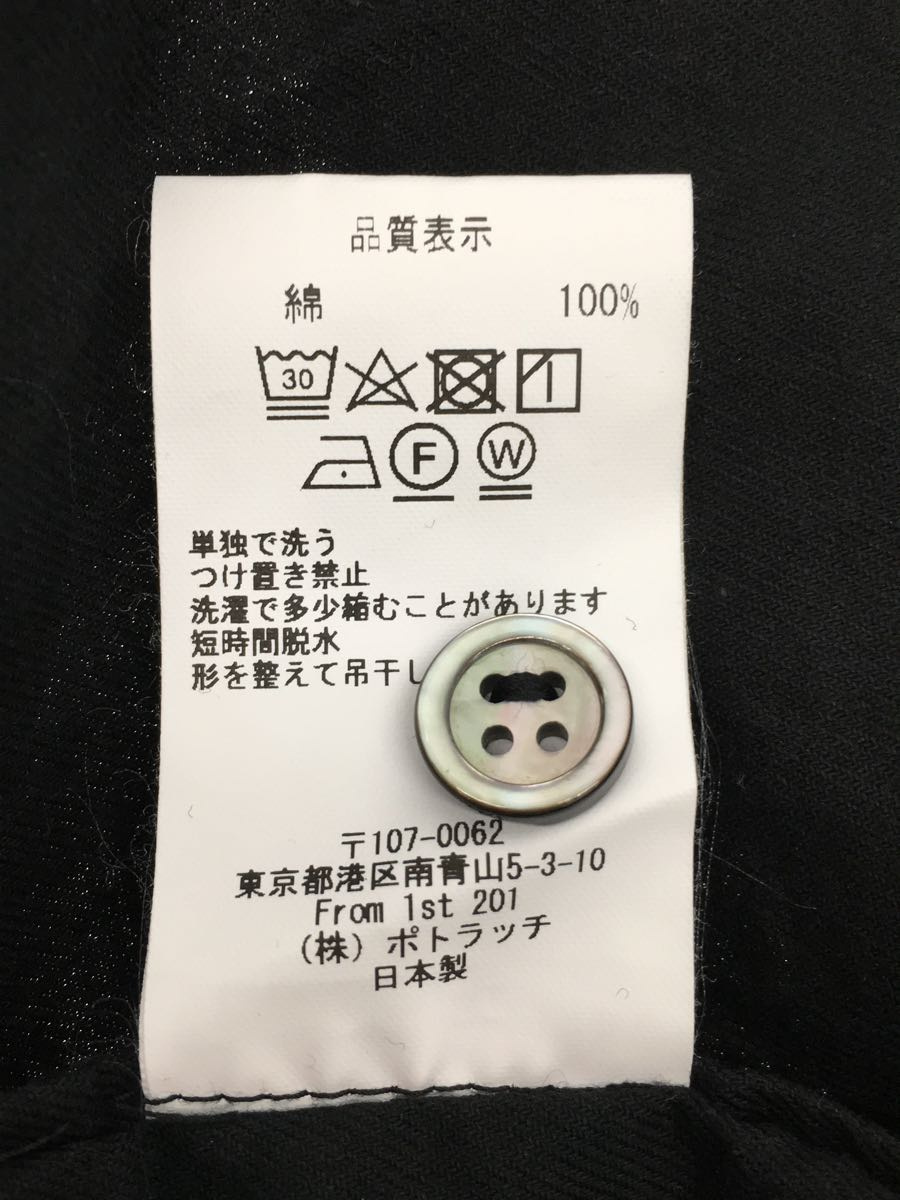 品質表示
綿 100%
30
F W
単独で洗う
つけ置き禁止
洗濯で多少縮むことがあります
短時間脱水
形を整えて吊干し
〒107-0062
東京都港区南青山5-3-10
From 1st 201
(株) ポトラッチ
日本製